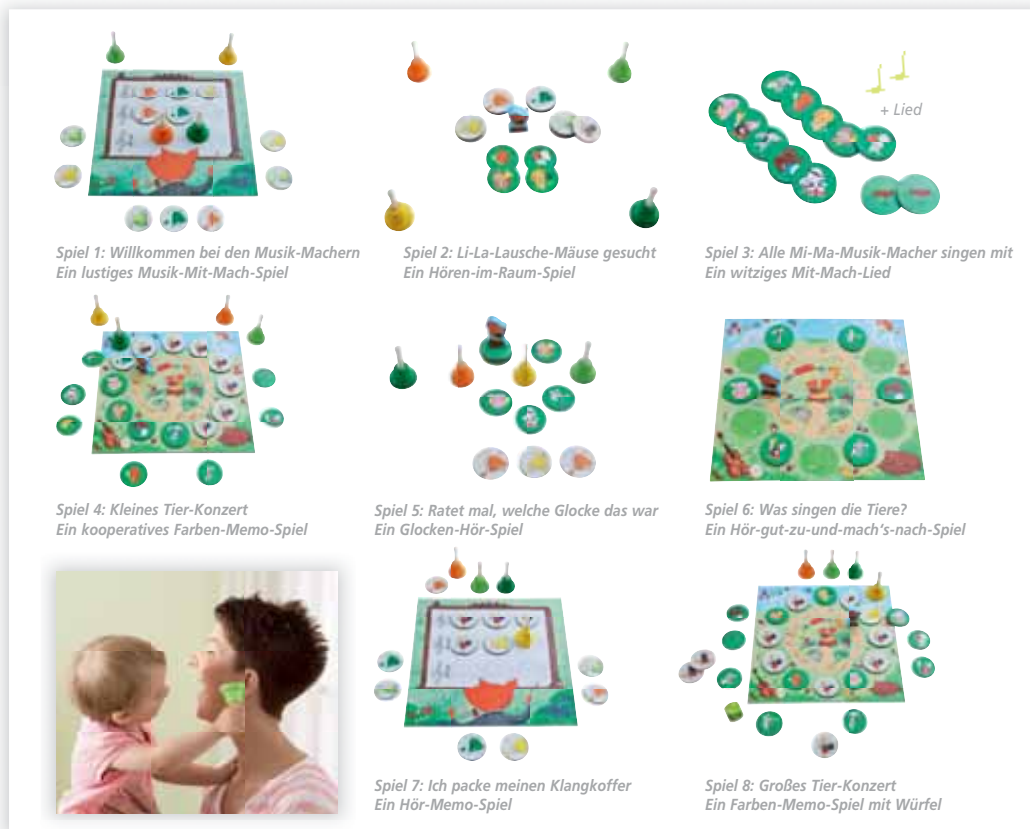 + Lied
Spiel 1: Willkommen bei den Musik-Machern
Ein lustiges Musik-Mit-Mach-Spiel
Spiel 2: Li-La-Lausche-Mäuse gesucht
Ein Hören-im-Raum-Spiel
Spiel 3: Alle Mi-Ma-Musik-Macher singen mit
Ein witziges Mit-Mach-Lied
Spiel 4: Kleines Tier-Konzert
Ein kooperatives Farben-Memo-Spiel
Spiel 5: Ratet mal, welche Glocke das war
Ein Glocken-Hör-Spiel
Spiel 6: Was singen die Tiere?
Ein Hör-gut-zu-und-mach‘s-nach-Spiel
Spiel 7: Ich packe meinen Klangkoffer
Ein Hör-Memo-Spiel
Spiel 8: Großes Tier-Konzert
Ein Farben-Memo-Spiel mit Würfel